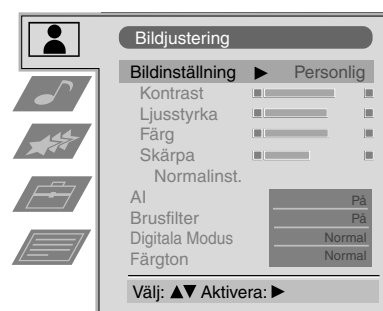 Bildjustering
Bildinställning ▶ Personlig
Kontrast
Ljusstyrka
Färg
Skärpa
Normalinst.
AI På
Brusfilter På
Digitala Modus Normal
Färgton Normal
Välj: ▲▼ Aktivera: ▶